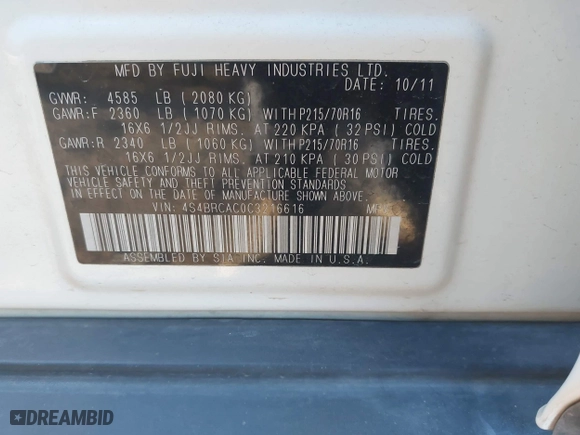 MFD BY FUJI HEAVY INDUSTRIES LTD.
DATE: 10/11
GVWR: 4585 LB ( 2080 KG)
GAWR:F 2360 LB ( 1070 KG) WITH P215/70R16 TIRES.
16X6 1/2JJ RIMS. AT 220 KPA ( 32 PSI) COLD
GAWR:R 2340 LB ( 1060 KG) WITH P215/70R16 TIRES.
16X6 1/2JJ RIMS. AT 210 KPA ( 30 PSI) COLD
THIS VEHICLE CONFORMS TO ALL APPLICABLE FEDERAL MOTOR
VEHICLE SAFETY AND THEFT PREVENTION STANDARDS
IN EFFECT ON THE DATE OF MANUFACTURE SHOWN ABOVE.
VIN: 4S4BRCAC0C3216616
ASSEMBLED BY SIA INC. MADE IN U.S.A.
DREAMBID